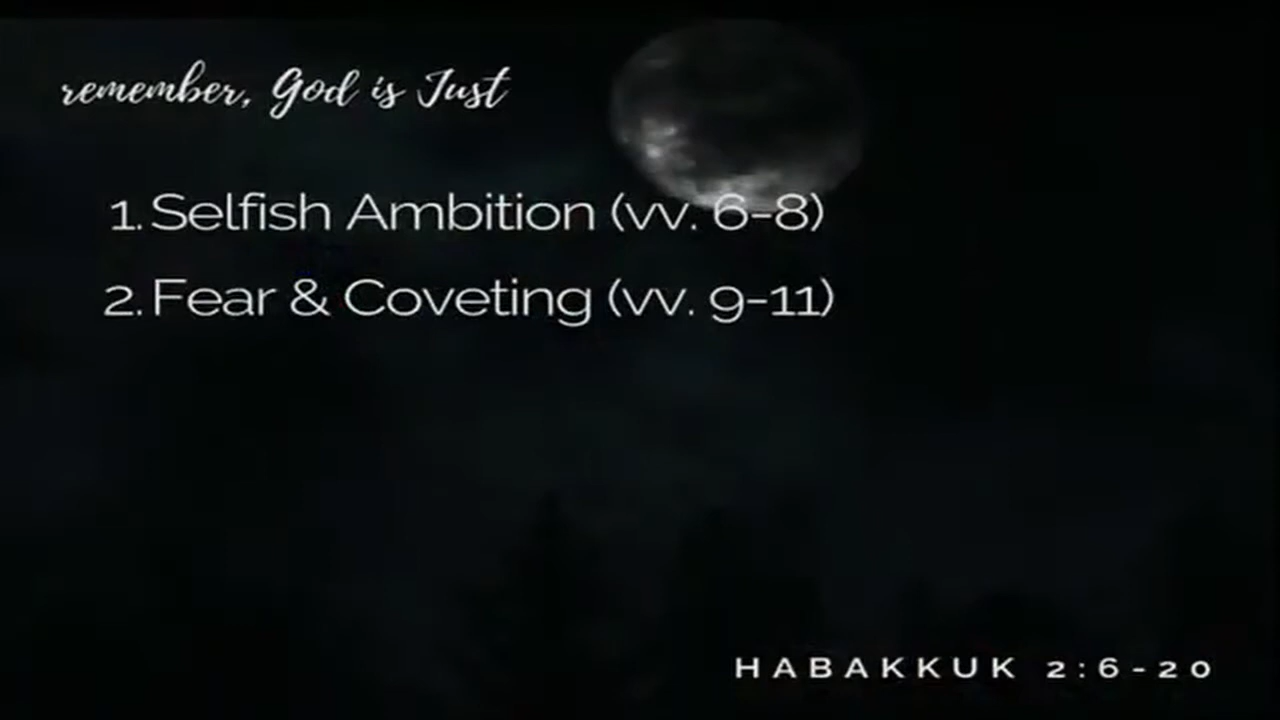 remember, God is Just
1. Selfish Ambition (vv. 6-8)
2. Fear & Coveting (vv. 9-11)
HABAKKUK 2:6-20